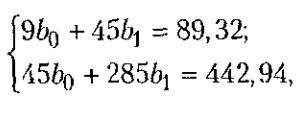 9b₀ + 45b₁ = 89,32;
45b₀ + 285b₁ = 442,94,